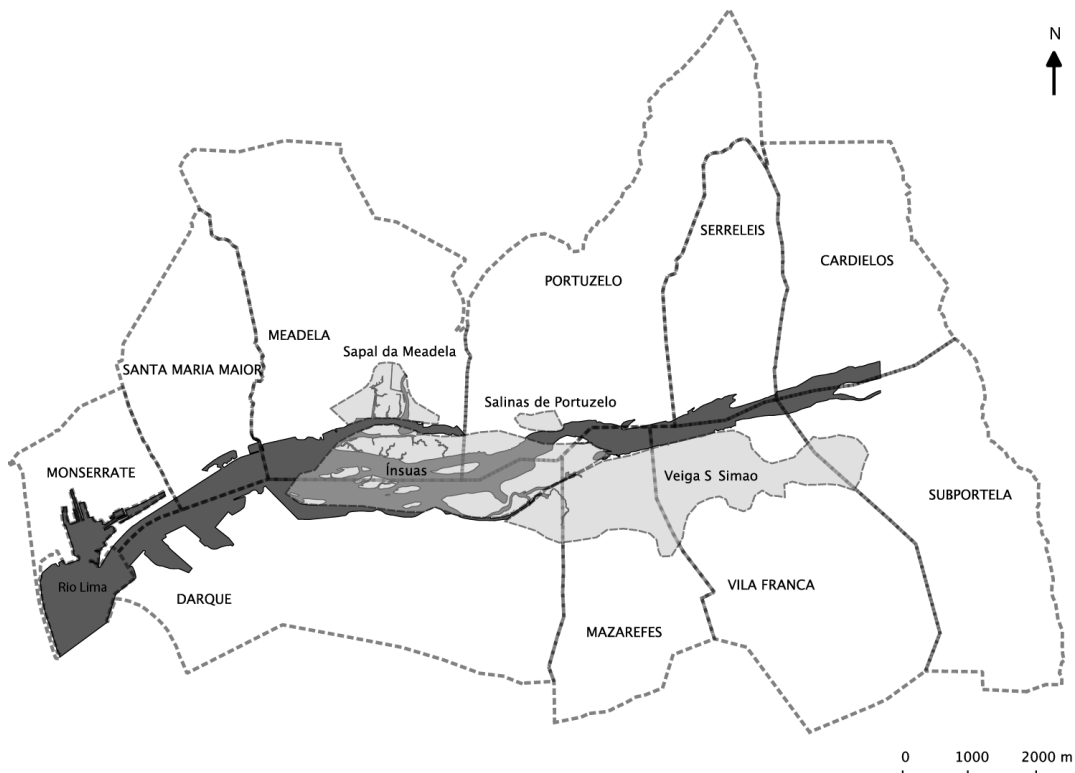 N
SERRELEIS
CARDIELOS
PORTUZELO
MEADELA
Sapal da Meadela
SANTA MARIA MAIOR
Salinas de Portuzelo
MONSERRATE
Ínsuas
Veiga S Simao
SUBPORTELA
Rio Lima
DARQUE
VILA FRANCA
MAZAREFES
0 1000 2000 m